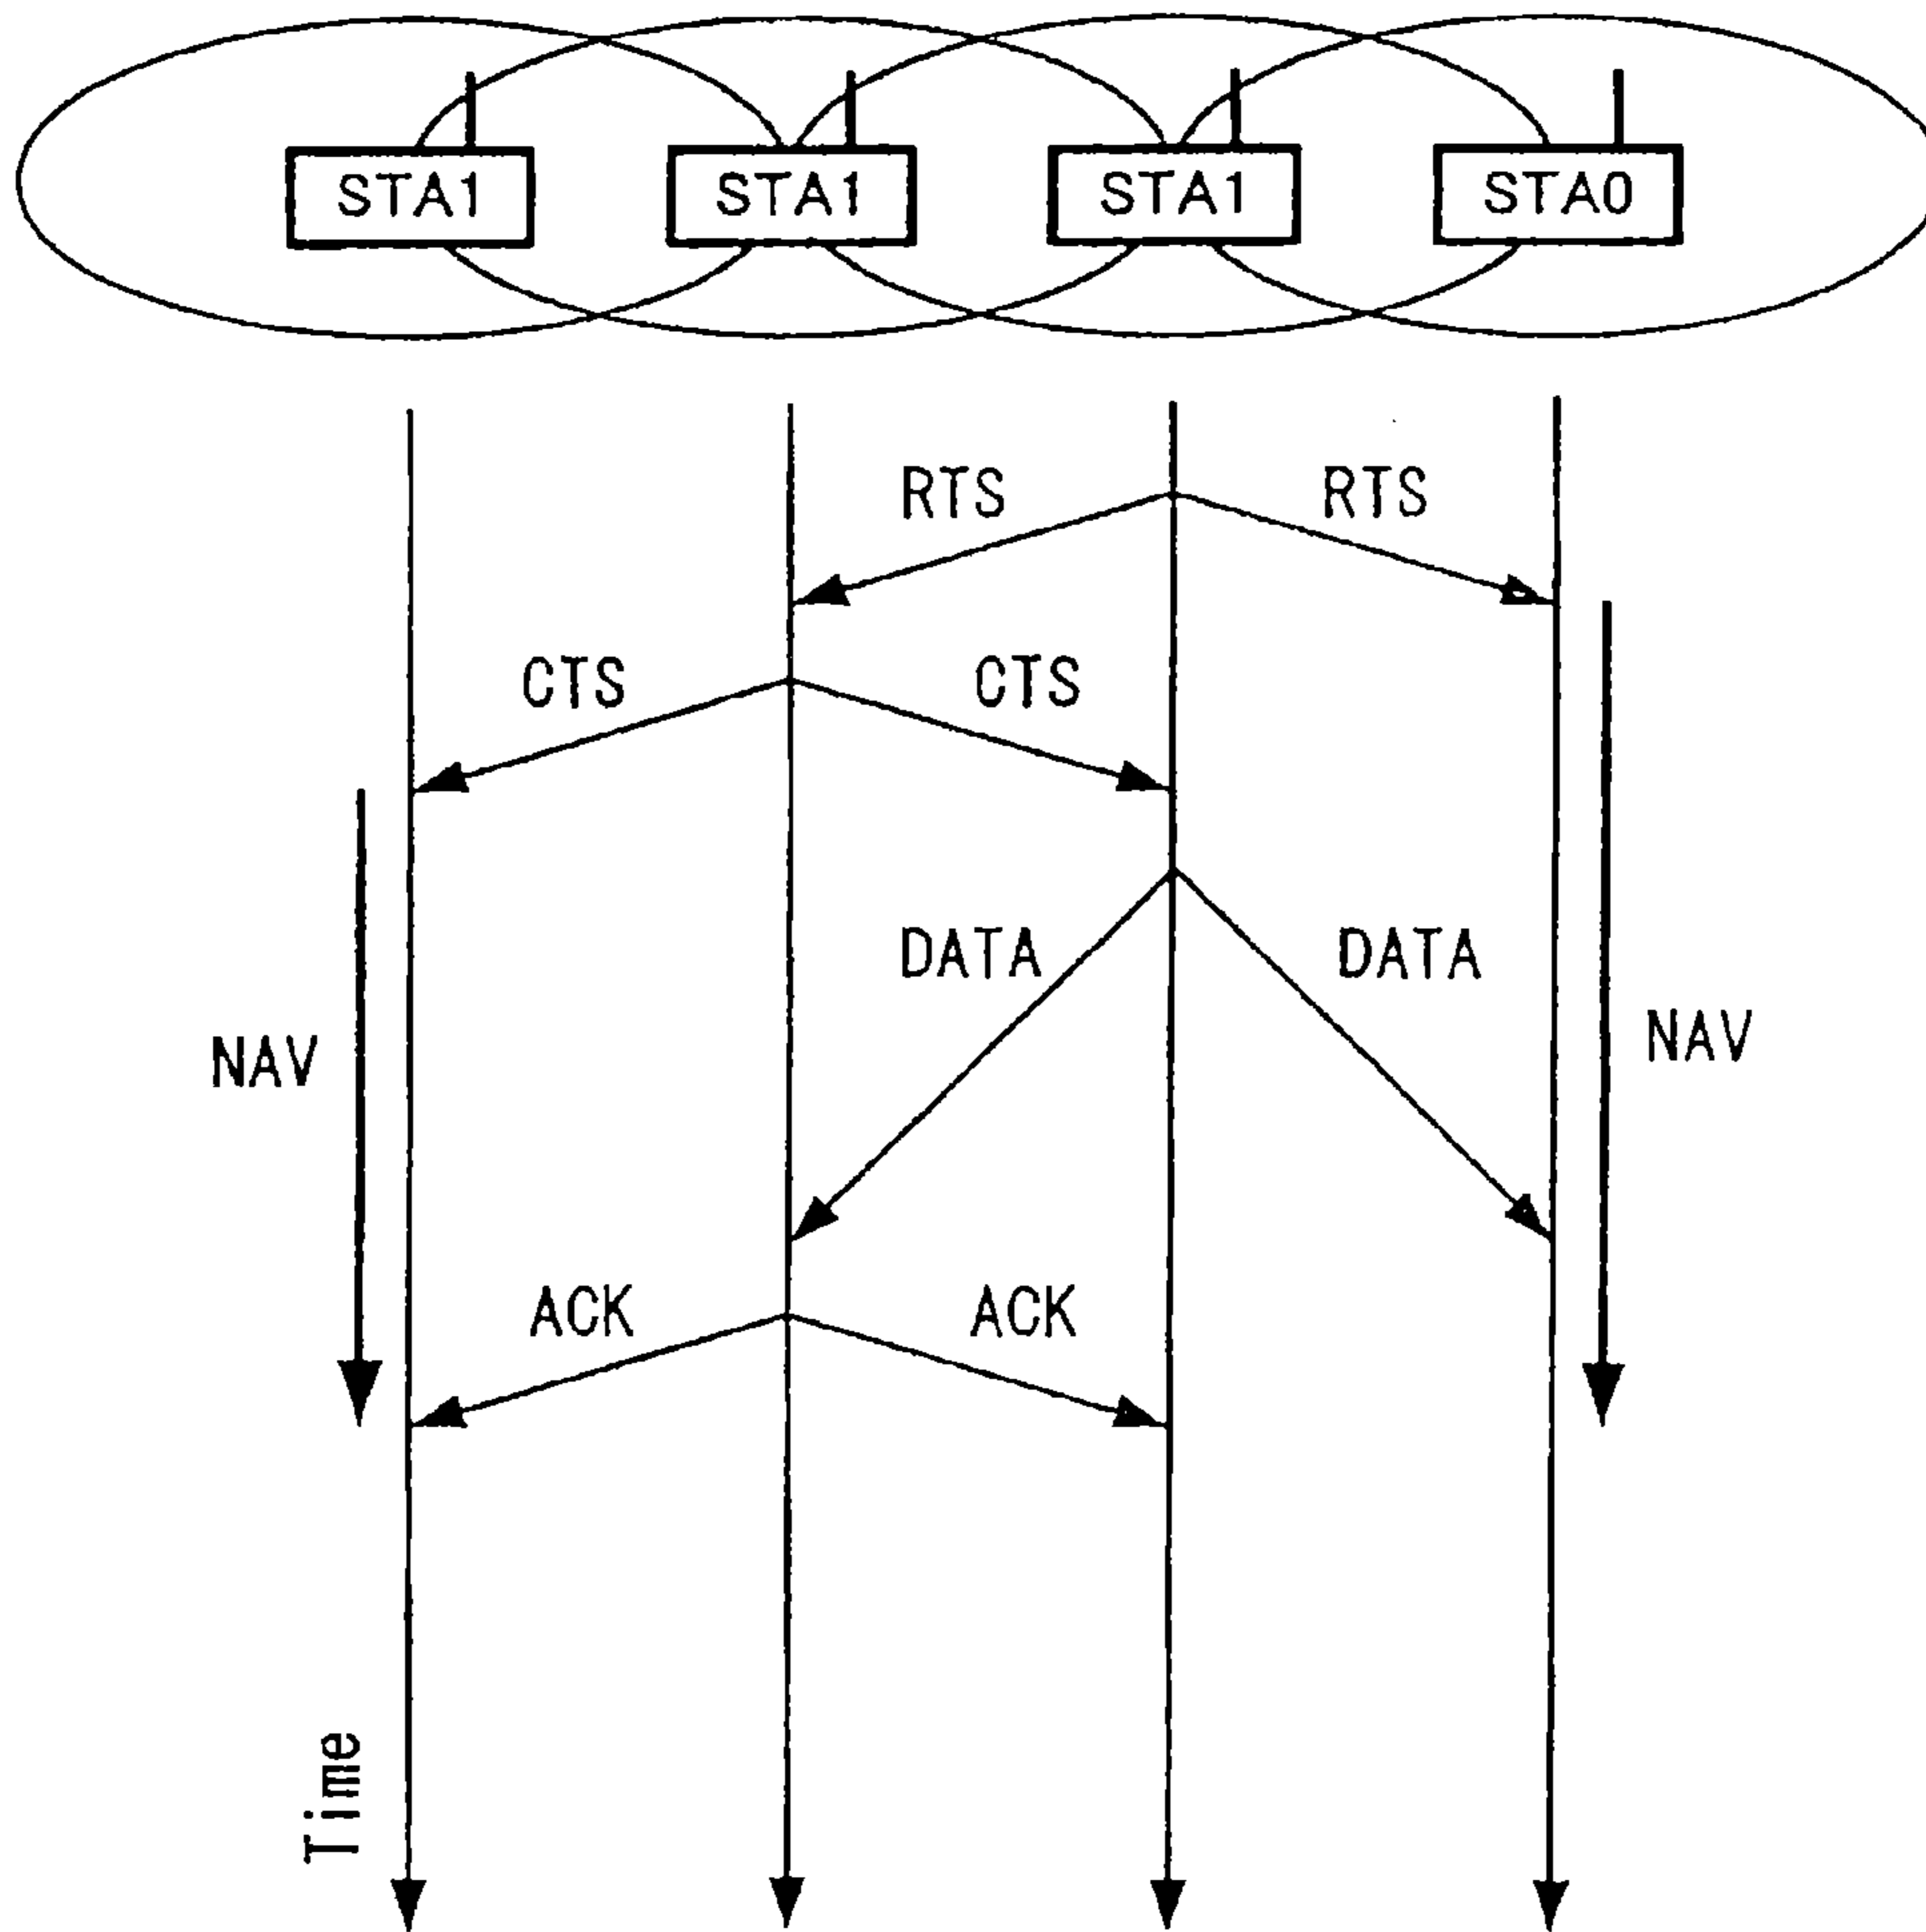 STA1 STA1 STA1 STA0
RTS RTS
CTS CTS
DATA DATA
NAV NAV
ACK ACK
Time